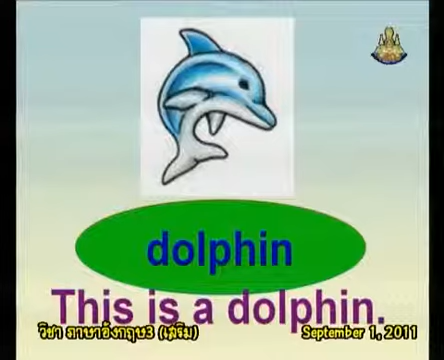 dolphin
This is a dolphin.
วิชา ภาษาอังกฤษ3 (เสริม)
September 1, 2011